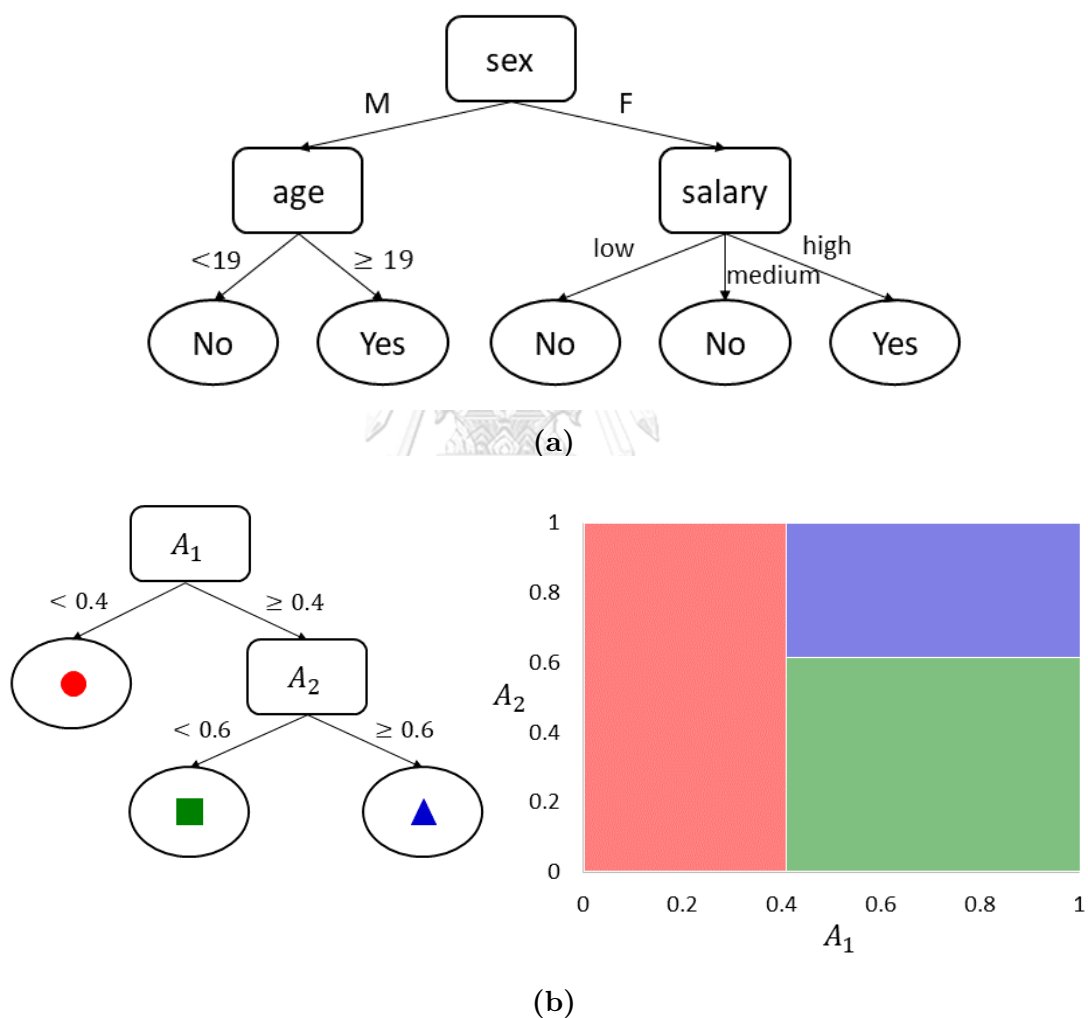 sex
M F
age salary
<19 ≥ 19 low medium high
No Yes No No Yes
(a)
A₁
< 0.4 ≥ 0.4
A₂
< 0.6 ≥ 0.6
1
0.8
0.6
A₂
0.4
0.2
0
0 0.2 0.4 0.6 0.8 1
A₁
(b)